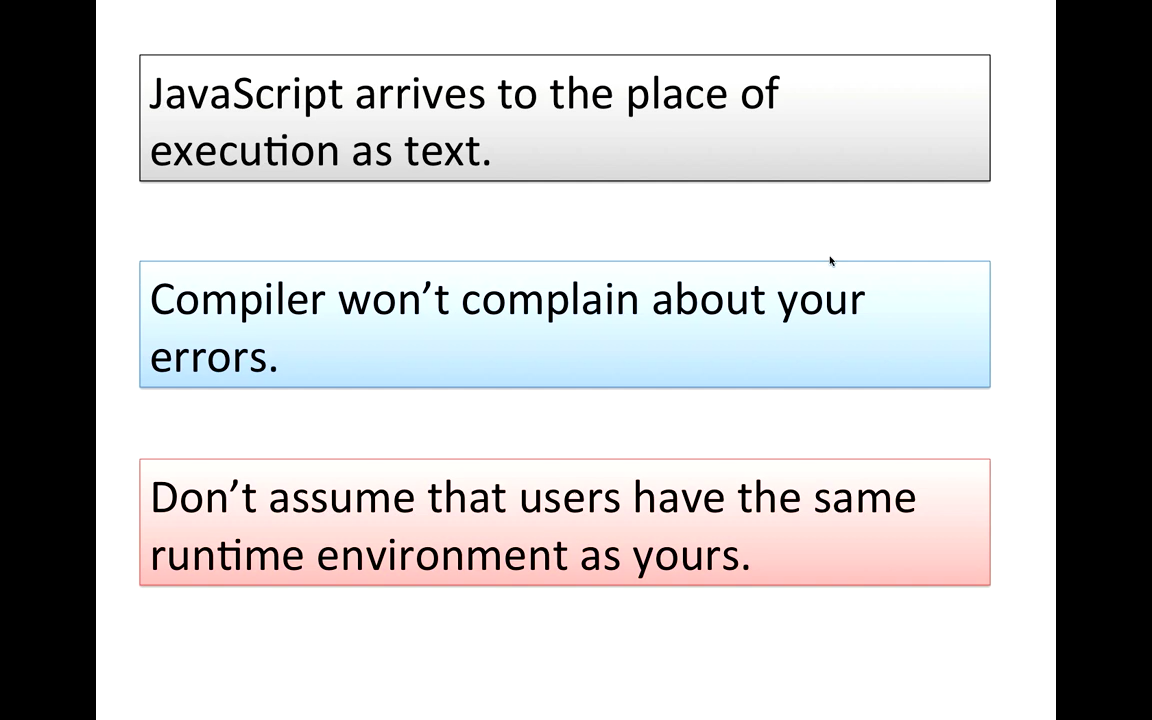 JavaScript arrives to the place of
execution as text.
Compiler won’t complain about your
errors.
Don’t assume that users have the same
runtime environment as yours.